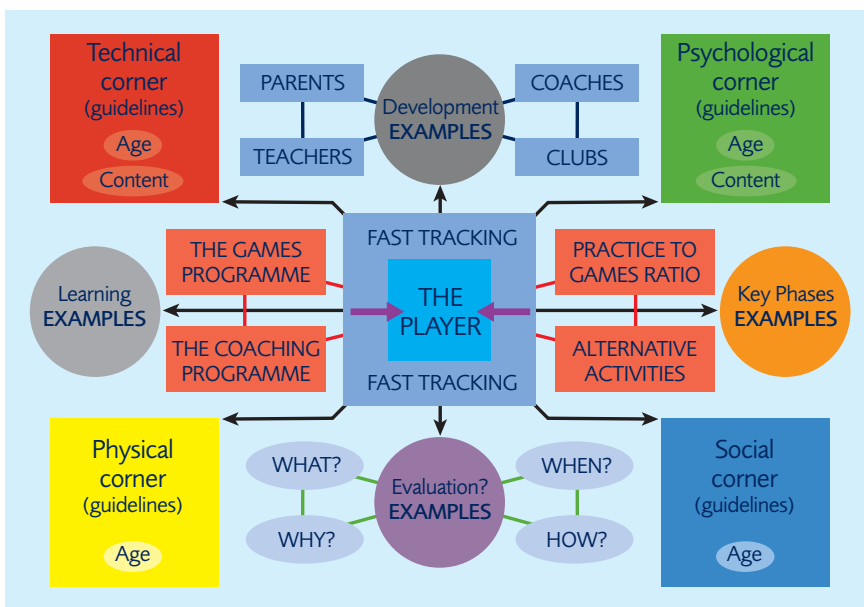 Technical
corner
(guidelines)
Age
Content
PARENTS
TEACHERS
Development
EXAMPLES
COACHES
CLUBS
Psychological
corner
(guidelines)
Age
Content
Learning
EXAMPLES
THE GAMES
PROGRAMME
THE COACHING
PROGRAMME
FAST TRACKING
THE
PLAYER
FAST TRACKING
PRACTICE TO
GAMES RATIO
ALTERNATIVE
ACTIVITIES
Key Phases
EXAMPLES
Physical
corner
(guidelines)
Age
WHAT?
WHY?
Evaluation?
EXAMPLES
WHEN?
HOW?
Social
corner
(guidelines)
Age